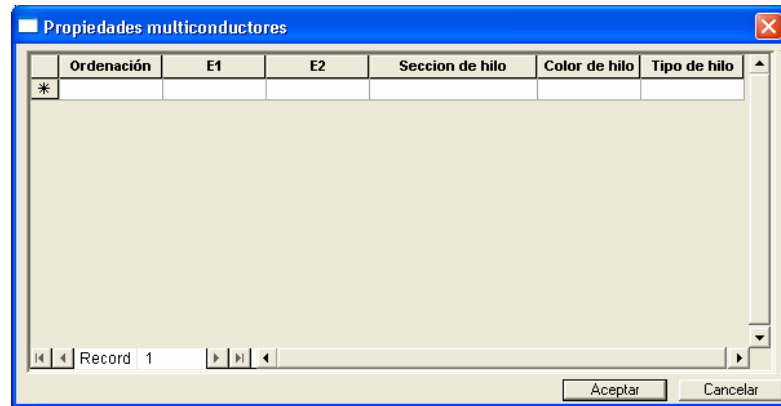 Propiedades multiconductores
Ordenación E1 E2 Seccion de hilo Color de hilo Tipo de hilo
Record 1
Aceptar Cancelar